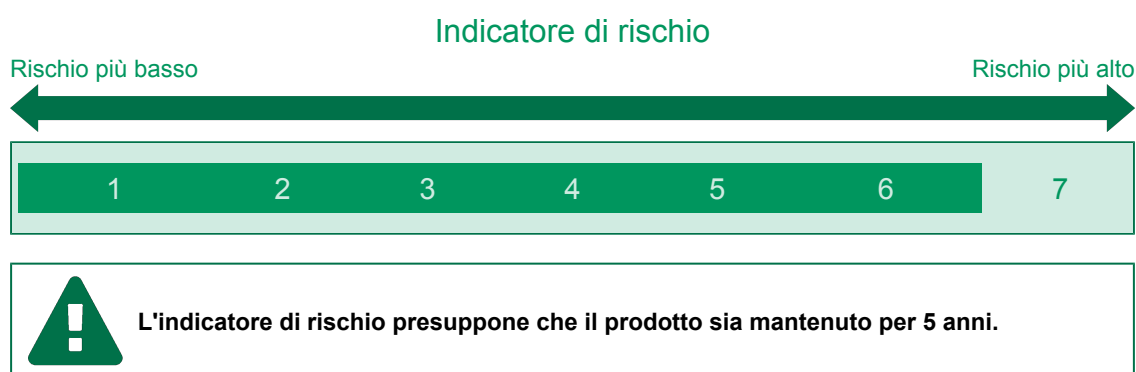 Indicatore di rischio
Rischio più basso Rischio più alto
1 2 3 4 5 6 7
L'indicatore di rischio presuppone che il prodotto sia mantenuto per 5 anni.